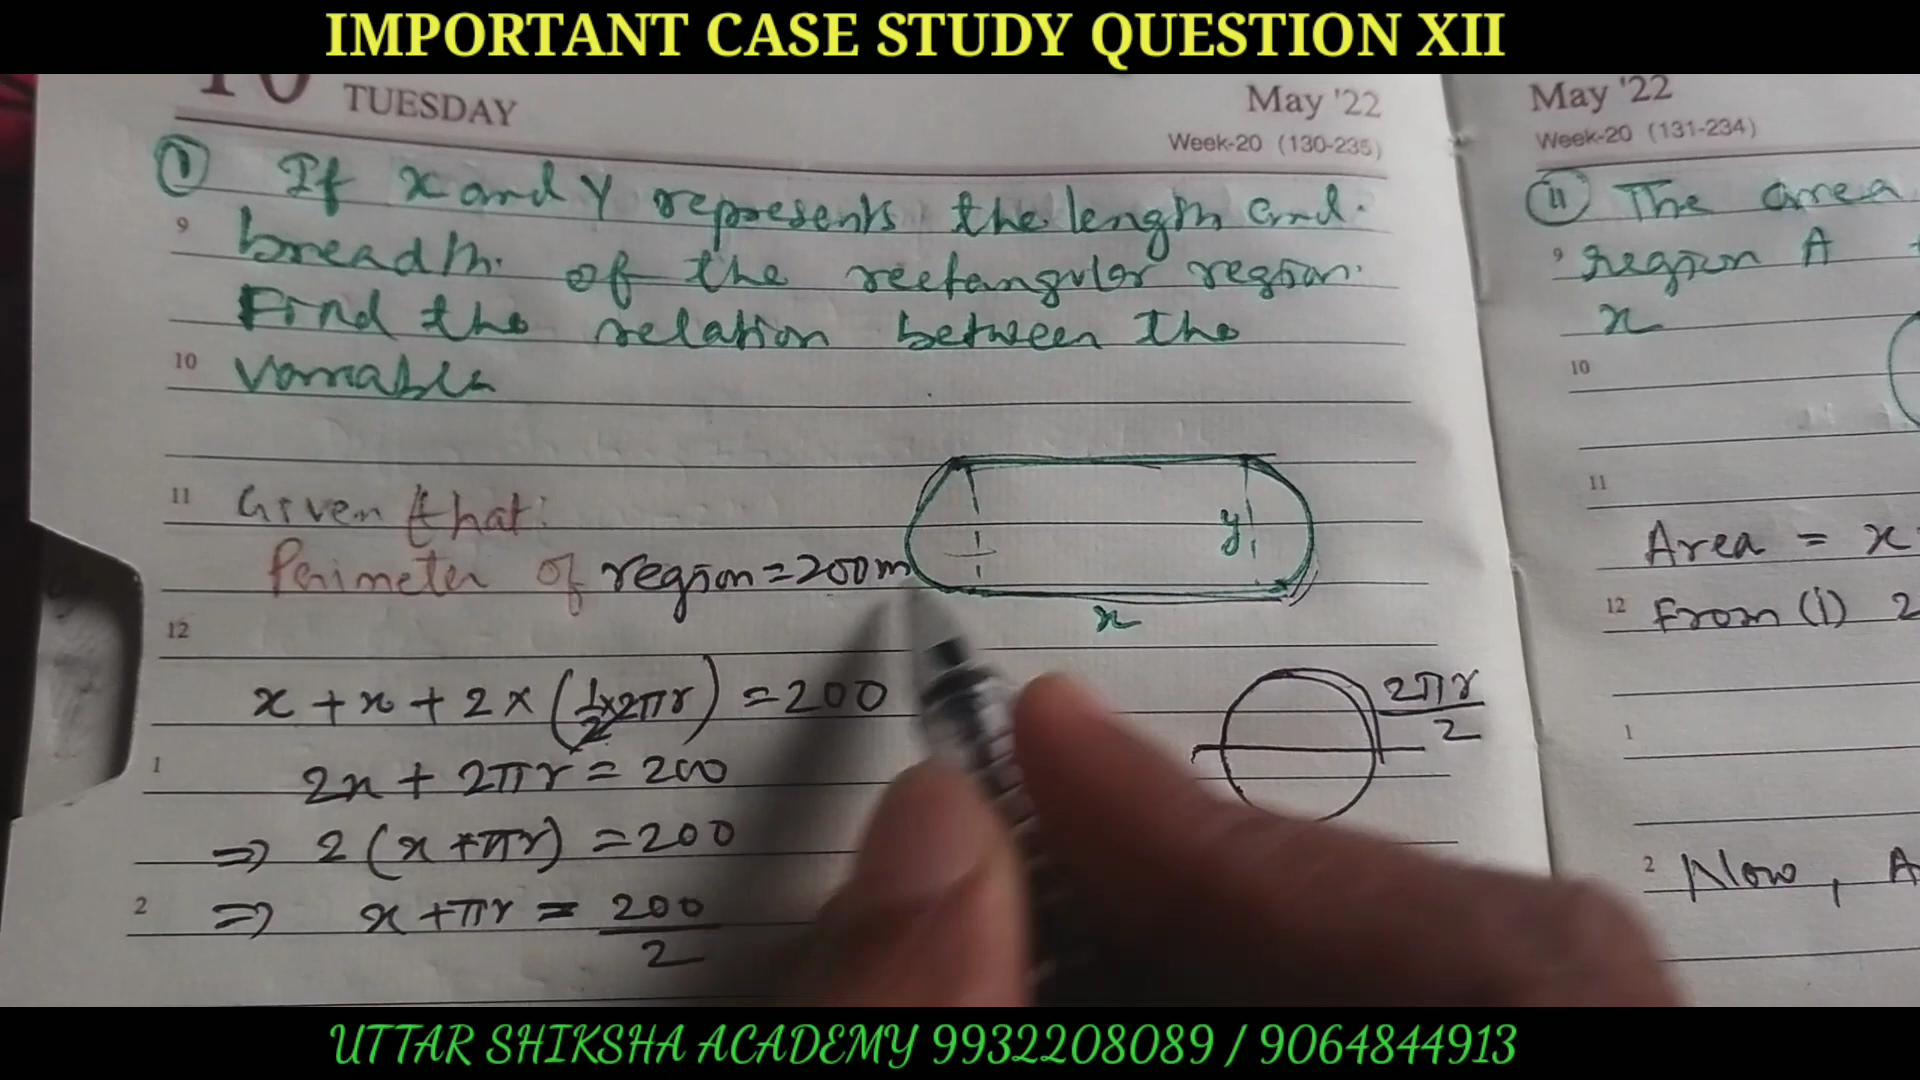 IMPORTANT CASE STUDY QUESTION XII
10 TUESDAY
May '22
Week-20 (130-235)
(I) If x and y represents the length and
9 breadth of the rectangular region.
Find the relation between the
10 variable
11 Given that:
Perimeter of region = 200m
y
x
12
x + x + 2 × (1/2 × 2πr) = 200
2πr/2
1 2x + 2πr = 200
⇒ 2(x + πr) = 200
2 ⇒ x + πr = 200/2
May '22
Week-20 (131-234)
(II) The area
9 region A
x
10
11
Area = x
12 From (i) 2
1
2 Now, A
UTTAR SHIKSHA ACADEMY 9932208089 / 9064844913